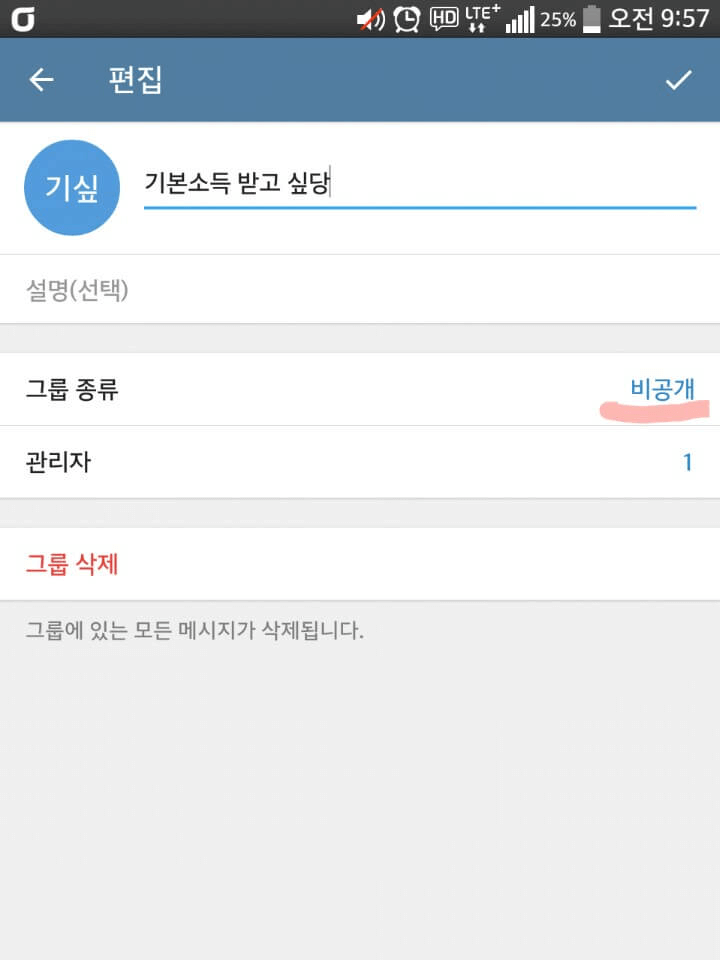 HD LTE+ 25% 오전 9:57
편집
기싶
기본소득 받고 싶당
설명(선택)
그룹 종류 비공개
관리자 1
그룹 삭제
그룹에 있는 모든 메시지가 삭제됩니다.